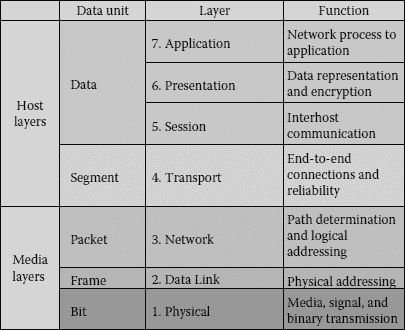 Data unit Layer Function
Host
layers
Data
7. Application
Network process to
application
6. Presentation
Data representation
and encryption
5. Session
Interhost
communication
Segment
4. Transport
End-to-end
connections and
reliability
Media
layers
Packet
3. Network
Path determination
and logical
addressing
Frame
2. Data Link
Physical addressing
Bit
1. Physical
Media, signal, and
binary transmission